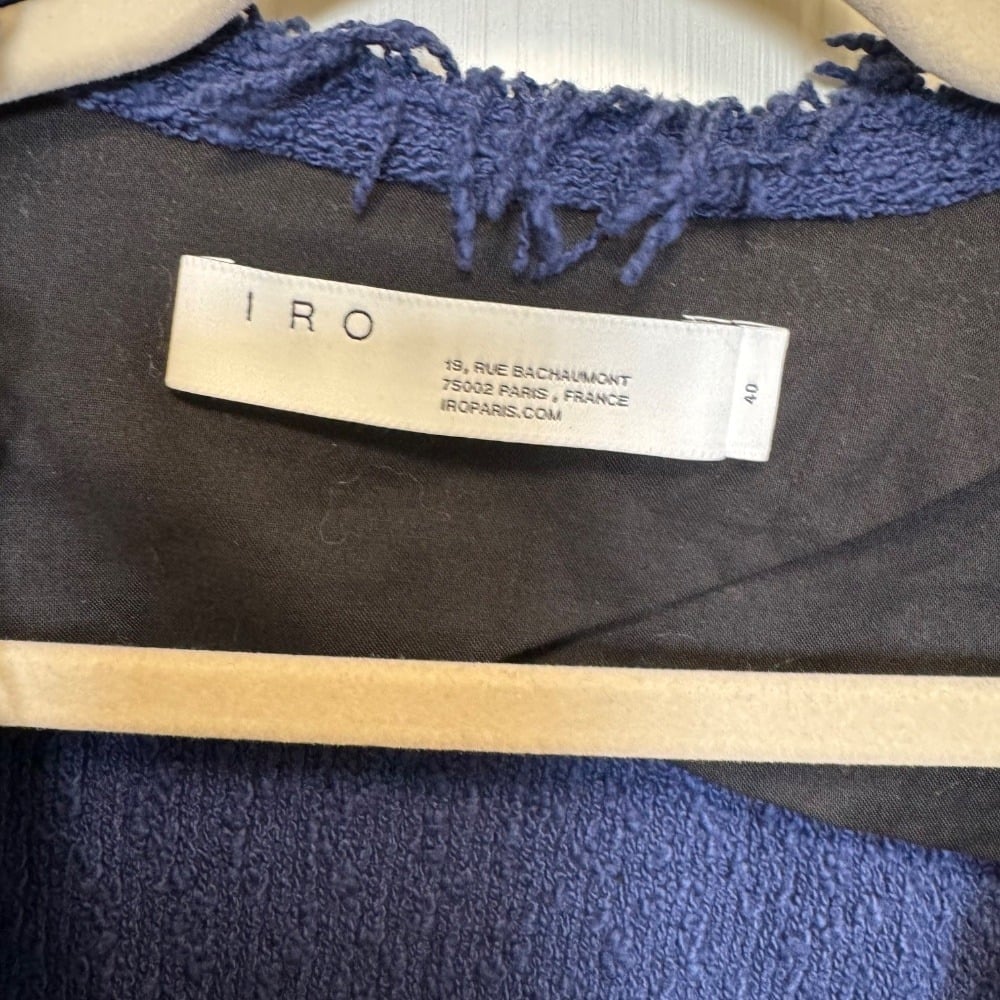 IRO
19, RUE BACHAUMONT
75002 PARIS, FRANCE
IROPARIS.COM
40